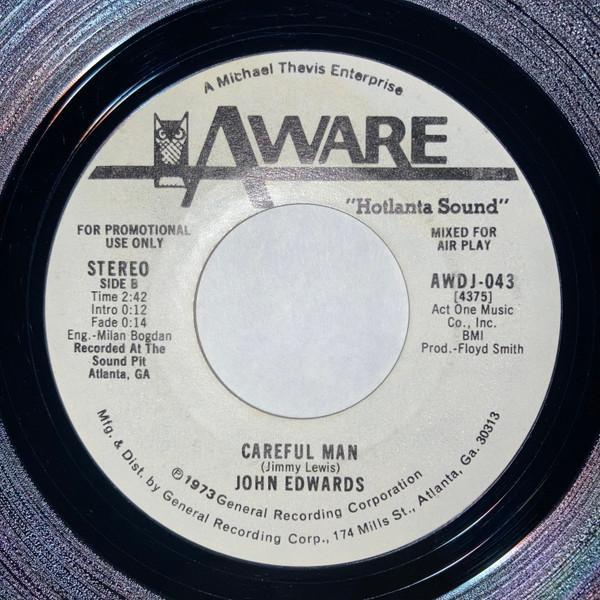 A Michael Thevis Enterprise
AWARE
"Hotlanta Sound"
FOR PROMOTIONAL
USE ONLY
MIXED FOR
AIR PLAY
STEREO
SIDE B
Time 2:42
Intro 0:12
Fade 0:14
Eng.-Milan Bogdan
Recorded At The
Sound Pit
Atlanta, GA
AWDJ-043
[4375]
Act One Music
Co., Inc.
BMI
Prod.-Floyd Smith
CAREFUL MAN
(Jimmy Lewis)
JOHN EDWARDS
℗ 1973 General Recording Corporation
Mfg. & Dist. by General Recording Corp., 174 Mills St., Atlanta, Ga. 30313